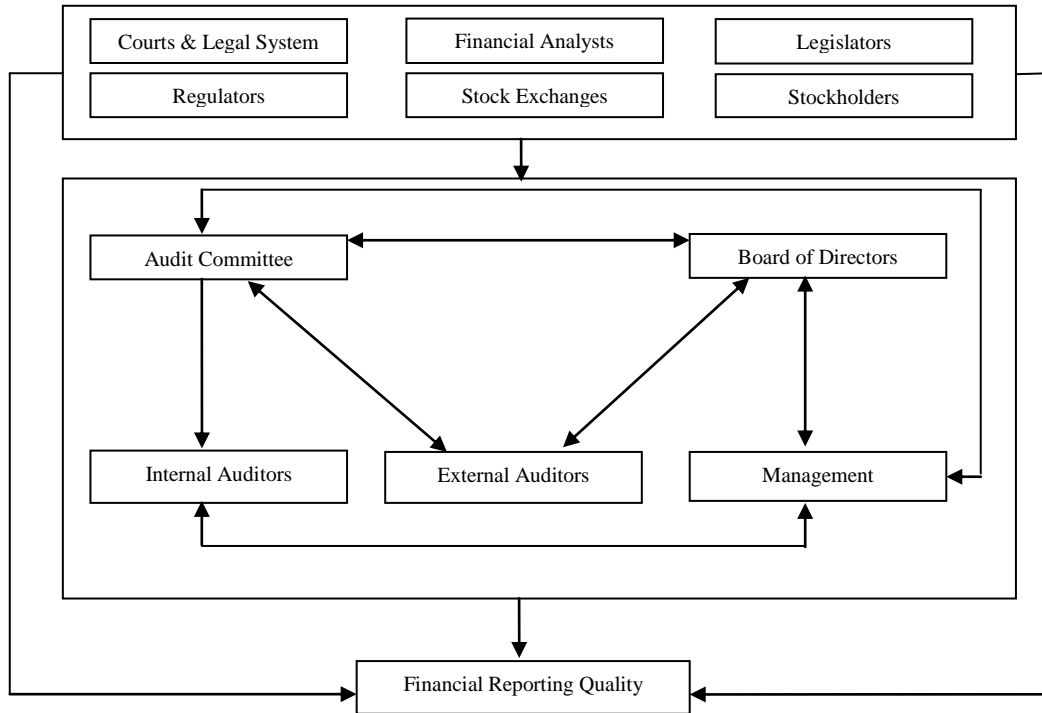 Courts & Legal System
Financial Analysts
Legislators
Regulators
Stock Exchanges
Stockholders
Audit Committee
Board of Directors
Internal Auditors
External Auditors
Management
Financial Reporting Quality